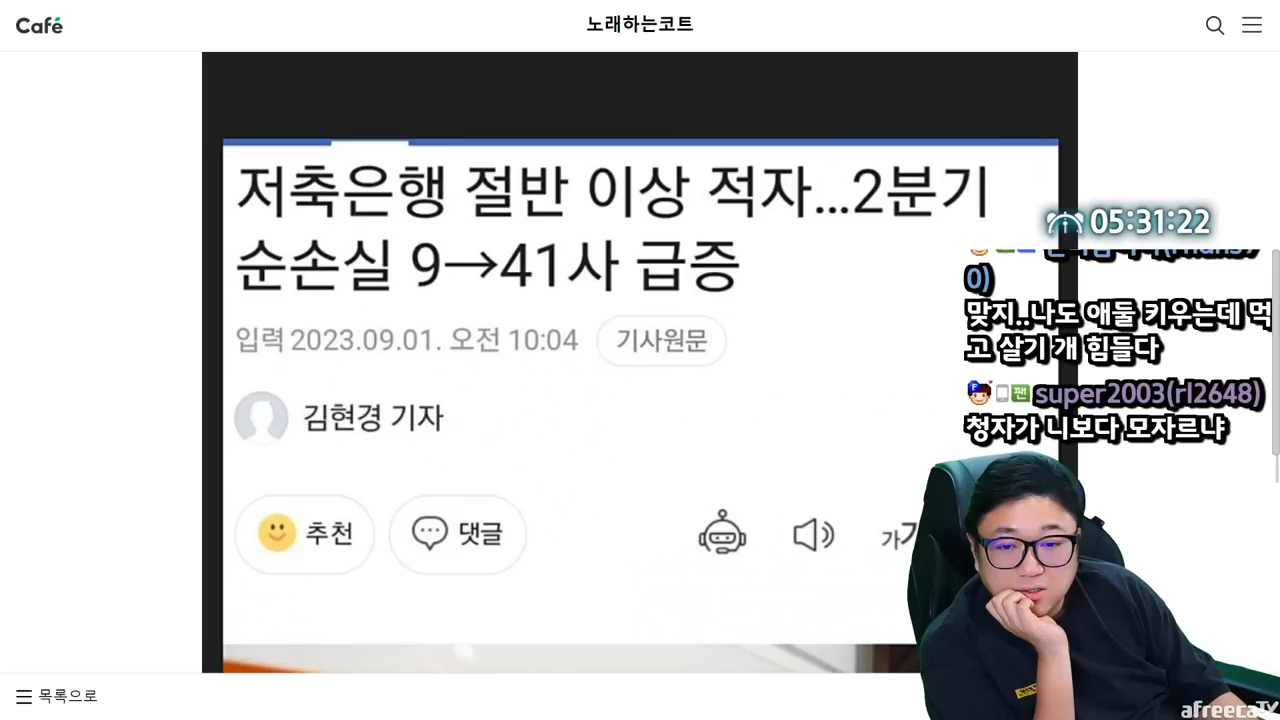 Café
노래하는코트
저축은행 절반 이상 적자...2분기
순손실 9→41사 급증
입력 2023.09.01. 오전 10:04 기사원문
김현경 기자
추천
댓글
가가
05:31:22
0)
맞지..나도 애둘 키우는데 먹
고 살기 개 힘들다
F 팬 super2003(rl2648)
청자가 니보다 모자르냐
목록으로
afreecaTV